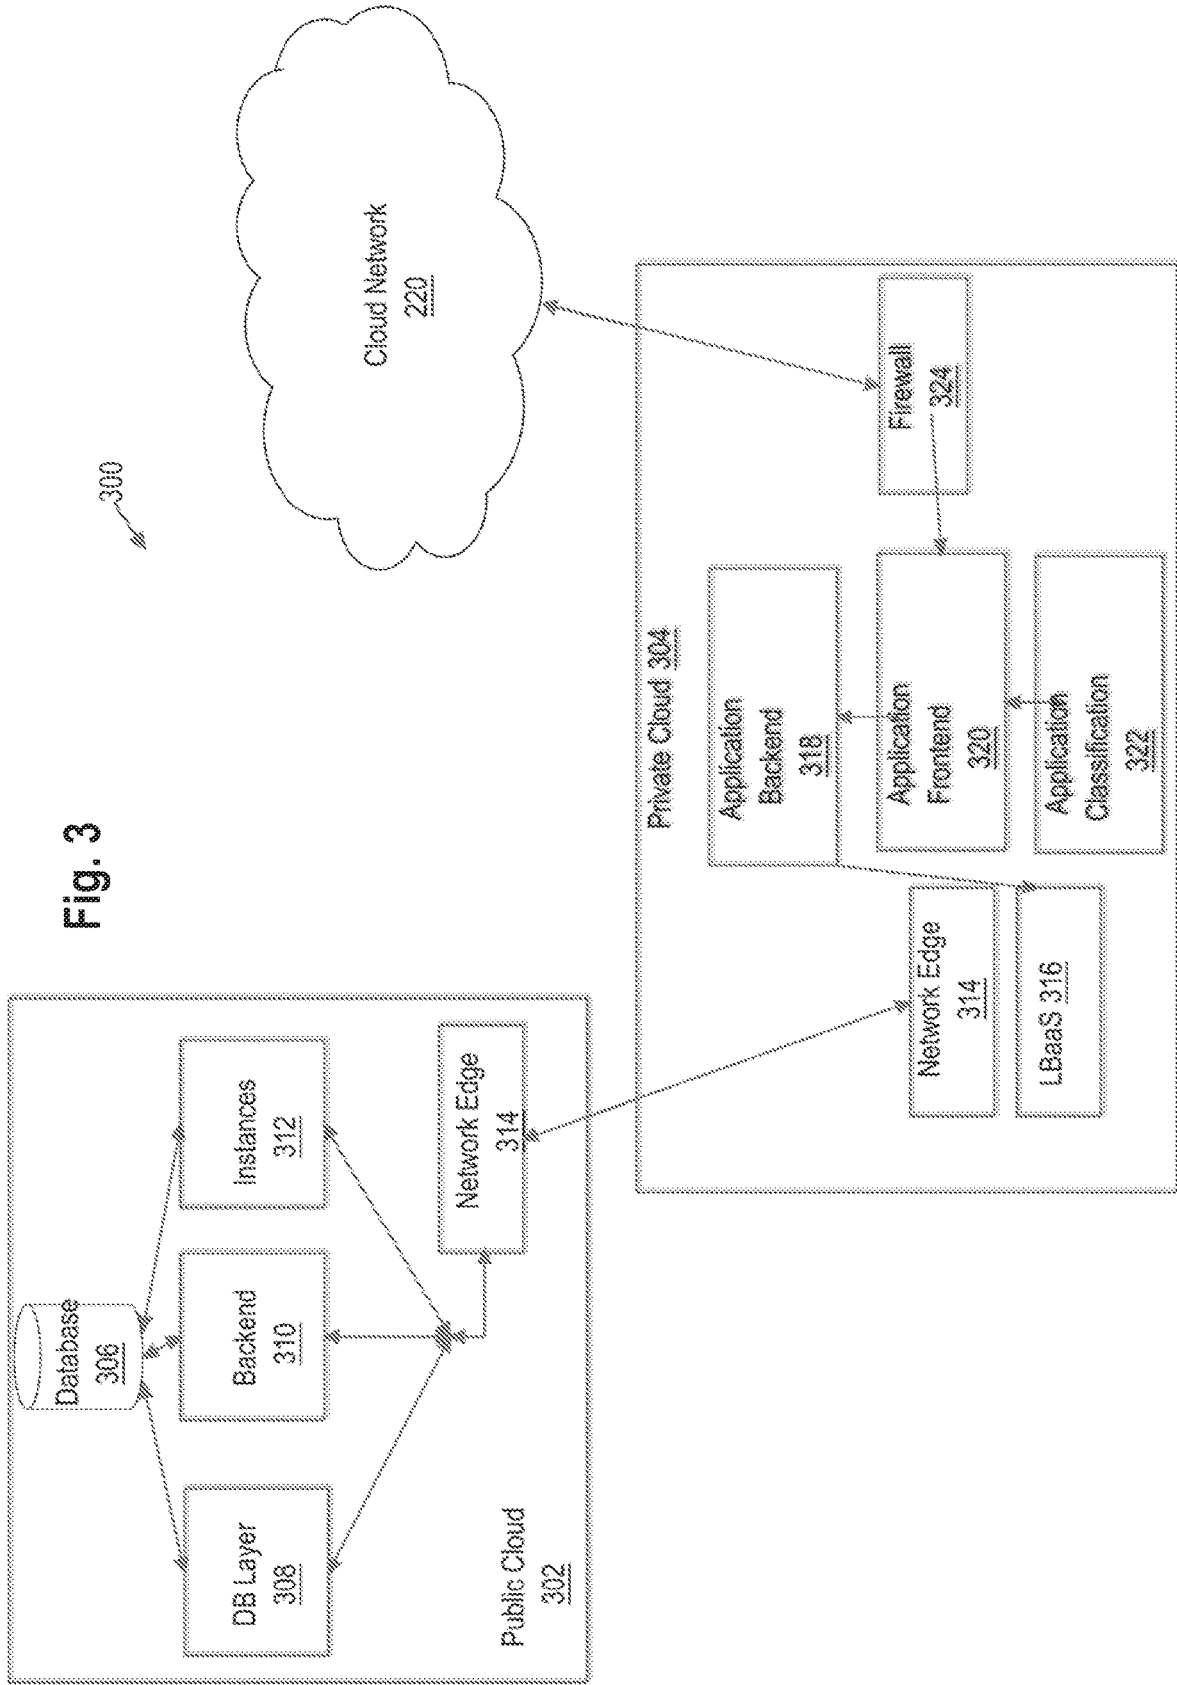 Fig. 3
300
Cloud Network
220
Public Cloud
302
Database
306
DB Layer
308
Backend
310
Instances
312
Network Edge
314
Private Cloud 304
Network Edge
314
LBaaS 316
Application
Backend
318
Application
Frontend
320
Application
Classification
322
Firewall
324